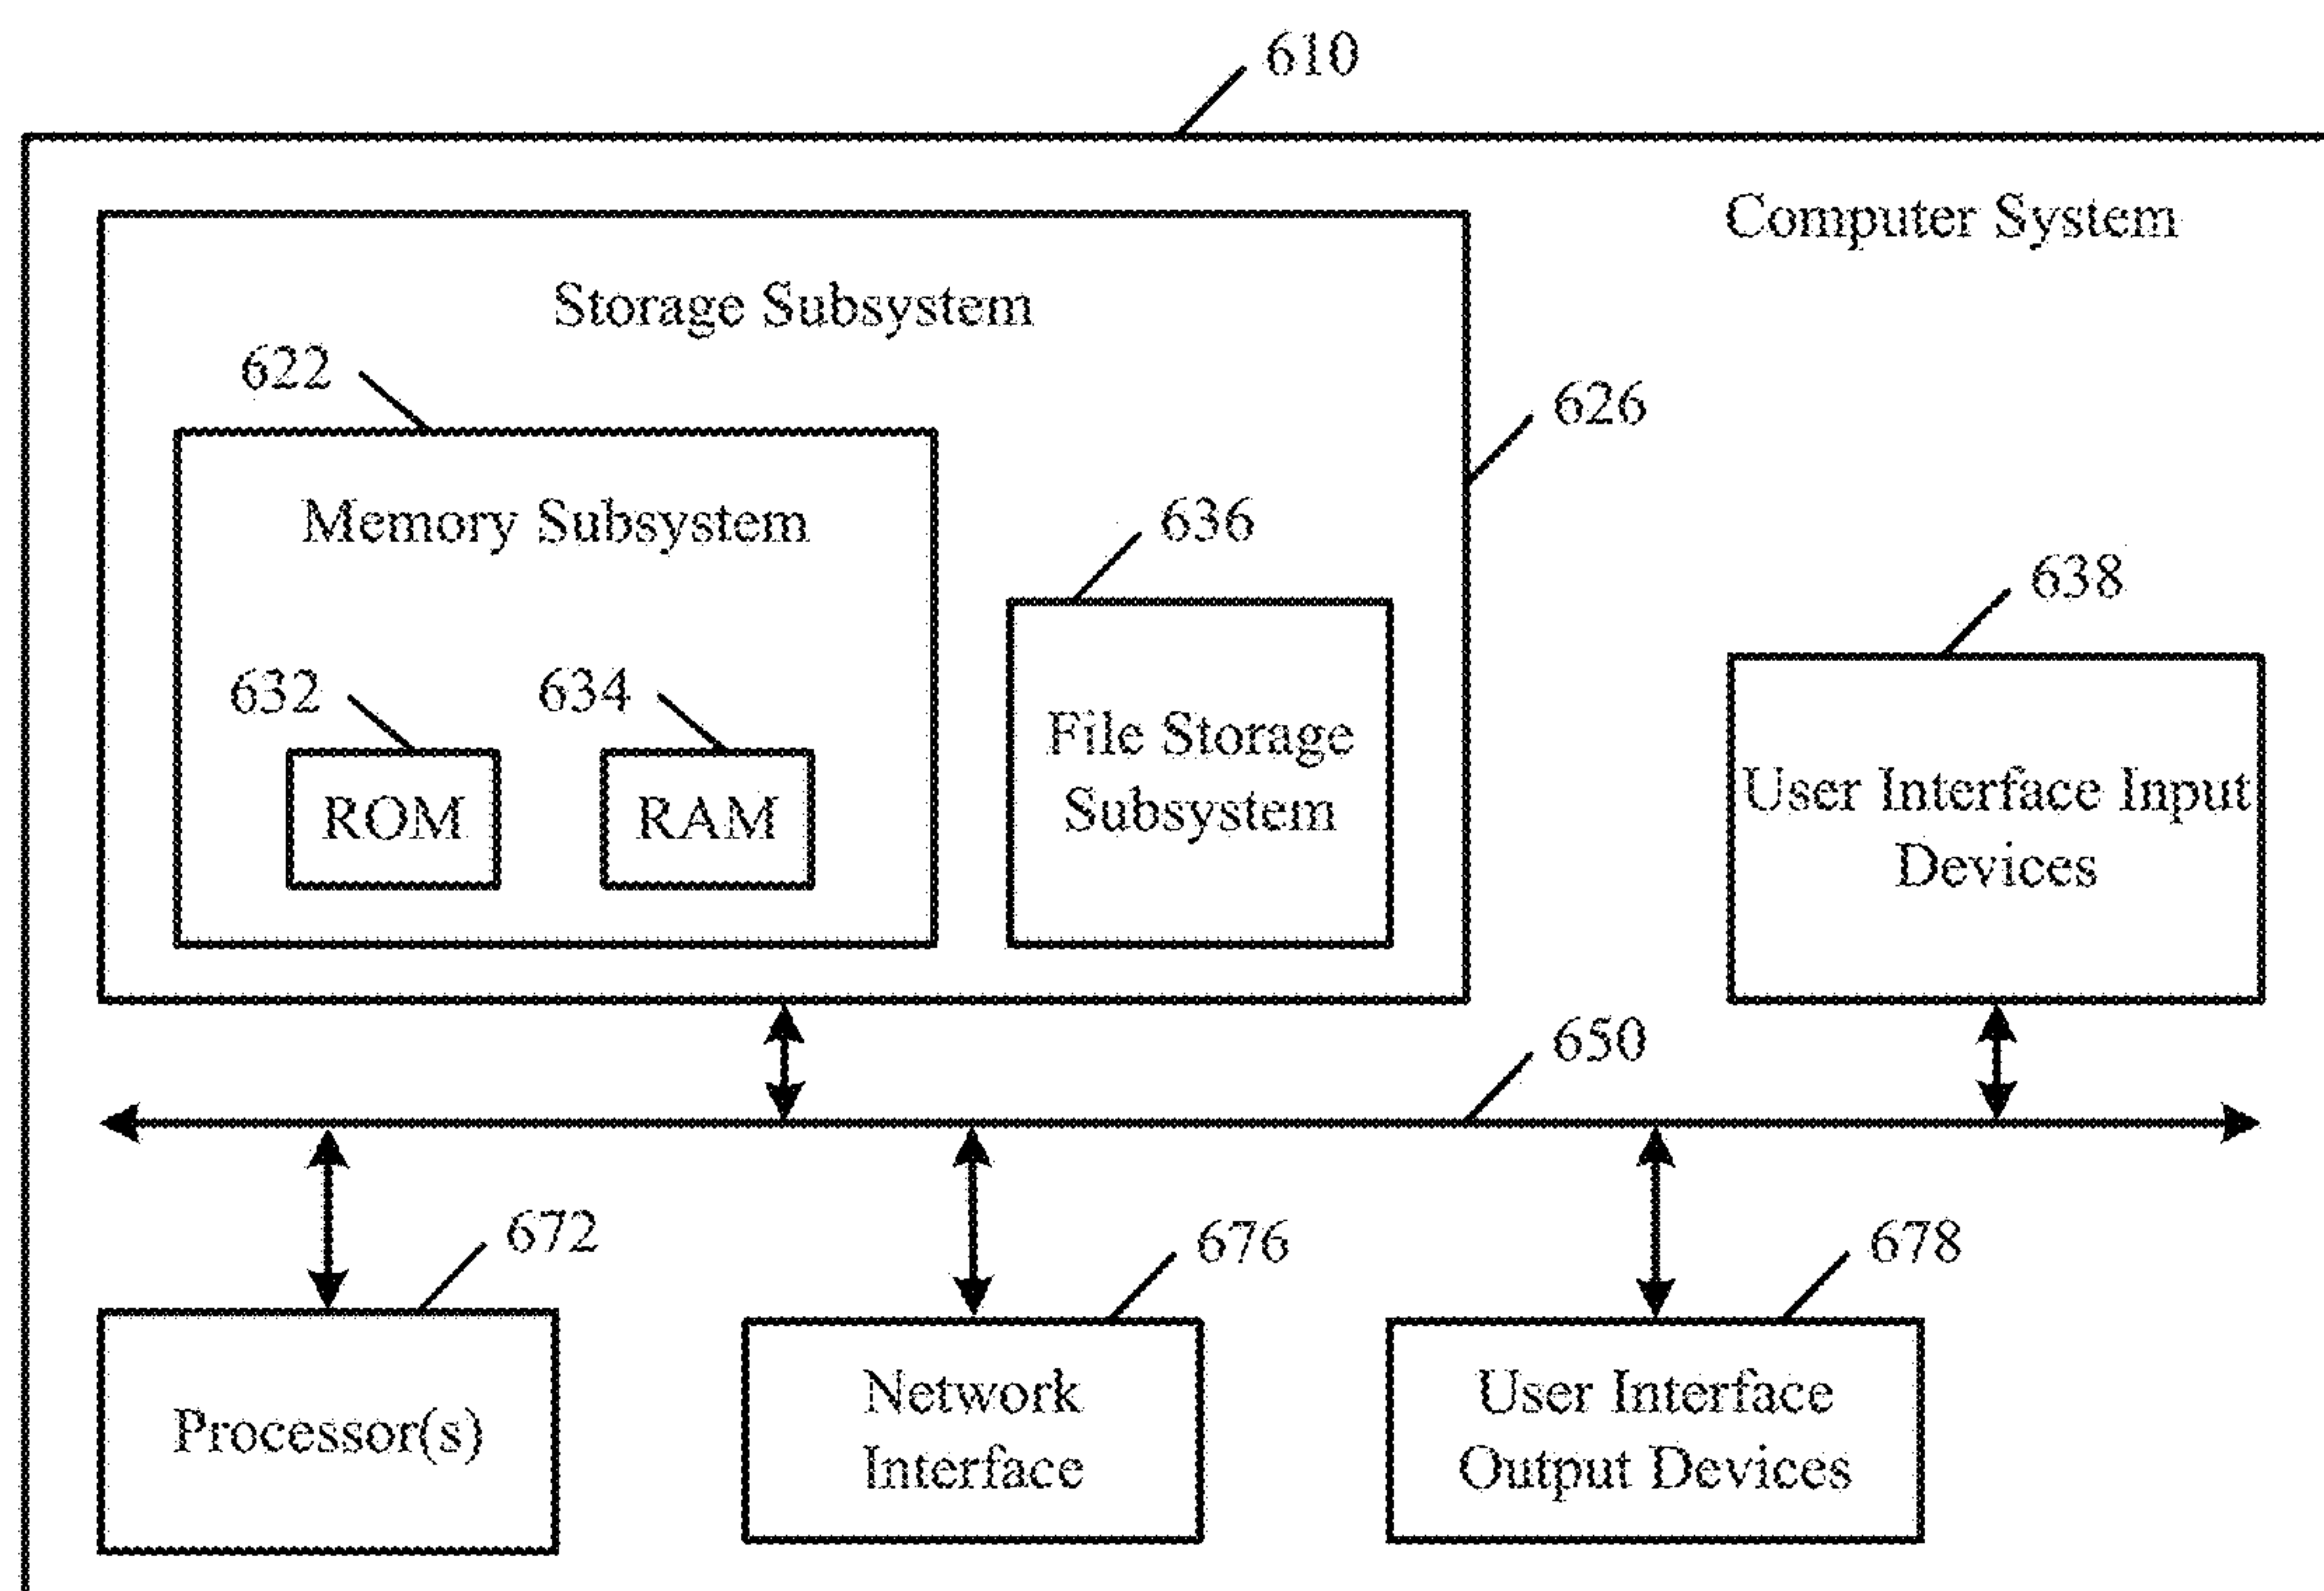 610
Computer System
Storage Subsystem
622
626
Memory Subsystem
636
638
632
634
File Storage
Subsystem
User Interface Input
Devices
ROM
RAM
650
672
676
678
Processor(s)
Network
Interface
User Interface
Output Devices